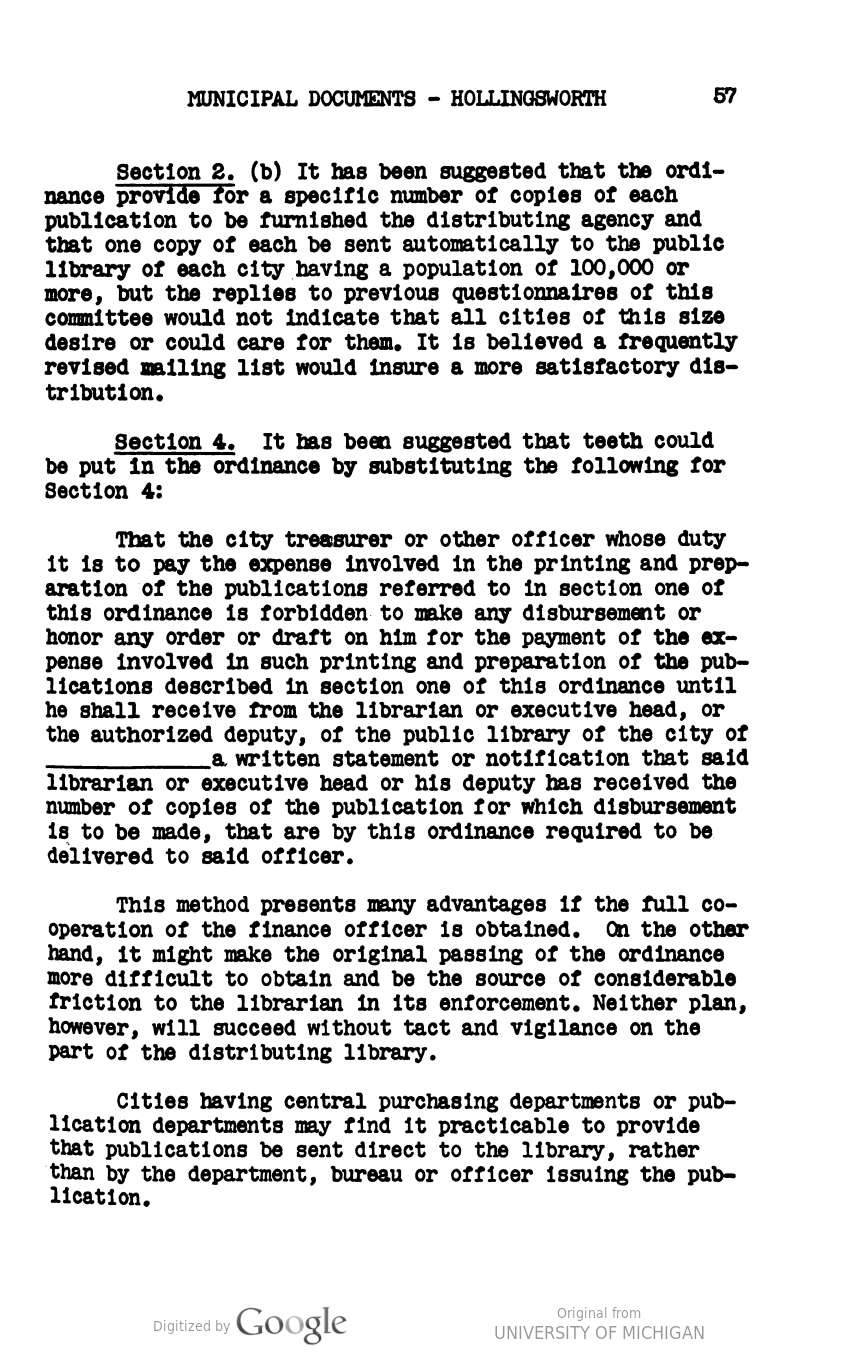 MUNICIPAL DOCUMENTS - HOLLINGSWORTH 57
Section 2. (b) It has been suggested that the ordi-
nance provide for a specific number of copies of each
publication to be furnished the distributing agency and
that one copy of each be sent automatically to the public
library of each city having a population of 100,000 or
more, but the replies to previous questionnaires of this
committee would not indicate that all cities of this size
desire or could care for them. It is believed a frequently
revised mailing list would insure a more satisfactory dis-
tribution.
Section 4. It has been suggested that teeth could
be put in the ordinance by substituting the following for
Section 4:
That the city treasurer or other officer whose duty
it is to pay the expense involved in the printing and prep-
aration of the publications referred to in section one of
this ordinance is forbidden to make any disbursement or
honor any order or draft on him for the payment of the ex-
pense involved in such printing and preparation of the pub-
lications described in section one of this ordinance until
he shall receive from the librarian or executive head, or
the authorized deputy, of the public library of the city of
______________a written statement or notification that said
librarian or executive head or his deputy has received the
number of copies of the publication for which disbursement
is to be made, that are by this ordinance required to be
delivered to said officer.
This method presents many advantages if the full co-
operation of the finance officer is obtained. On the other
hand, it might make the original passing of the ordinance
more difficult to obtain and be the source of considerable
friction to the librarian in its enforcement. Neither plan,
however, will succeed without tact and vigilance on the
part of the distributing library.
Cities having central purchasing departments or pub-
lication departments may find it practicable to provide
that publications be sent direct to the library, rather
than by the department, bureau or officer issuing the pub-
lication.
Digitized by Google
Original from
UNIVERSITY OF MICHIGAN